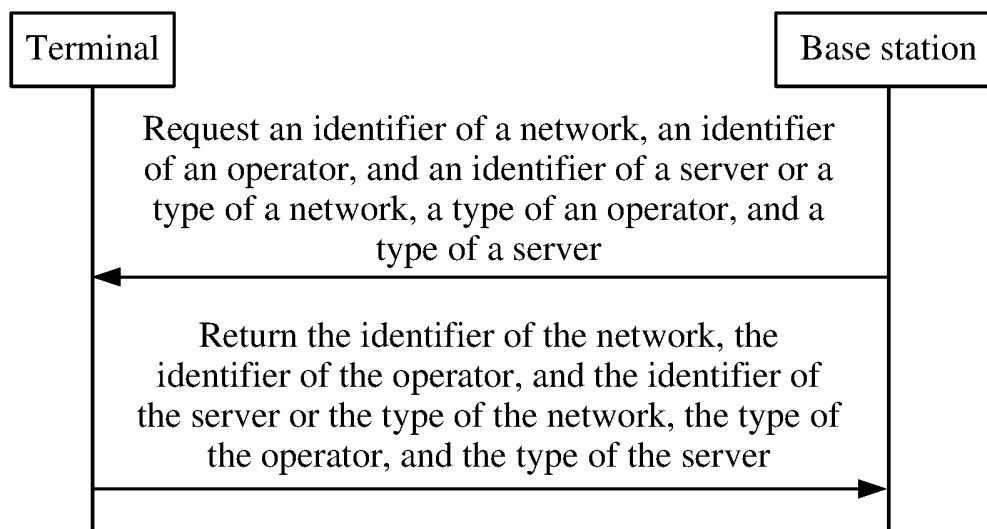 Terminal
Base station
Request an identifier of a network, an identifier
of an operator, and an identifier of a server or a
type of a network, a type of an operator, and a
type of a server
Return the identifier of the network, the
identifier of the operator, and the identifier of
the server or the type of the network, the type of
the operator, and the type of the server